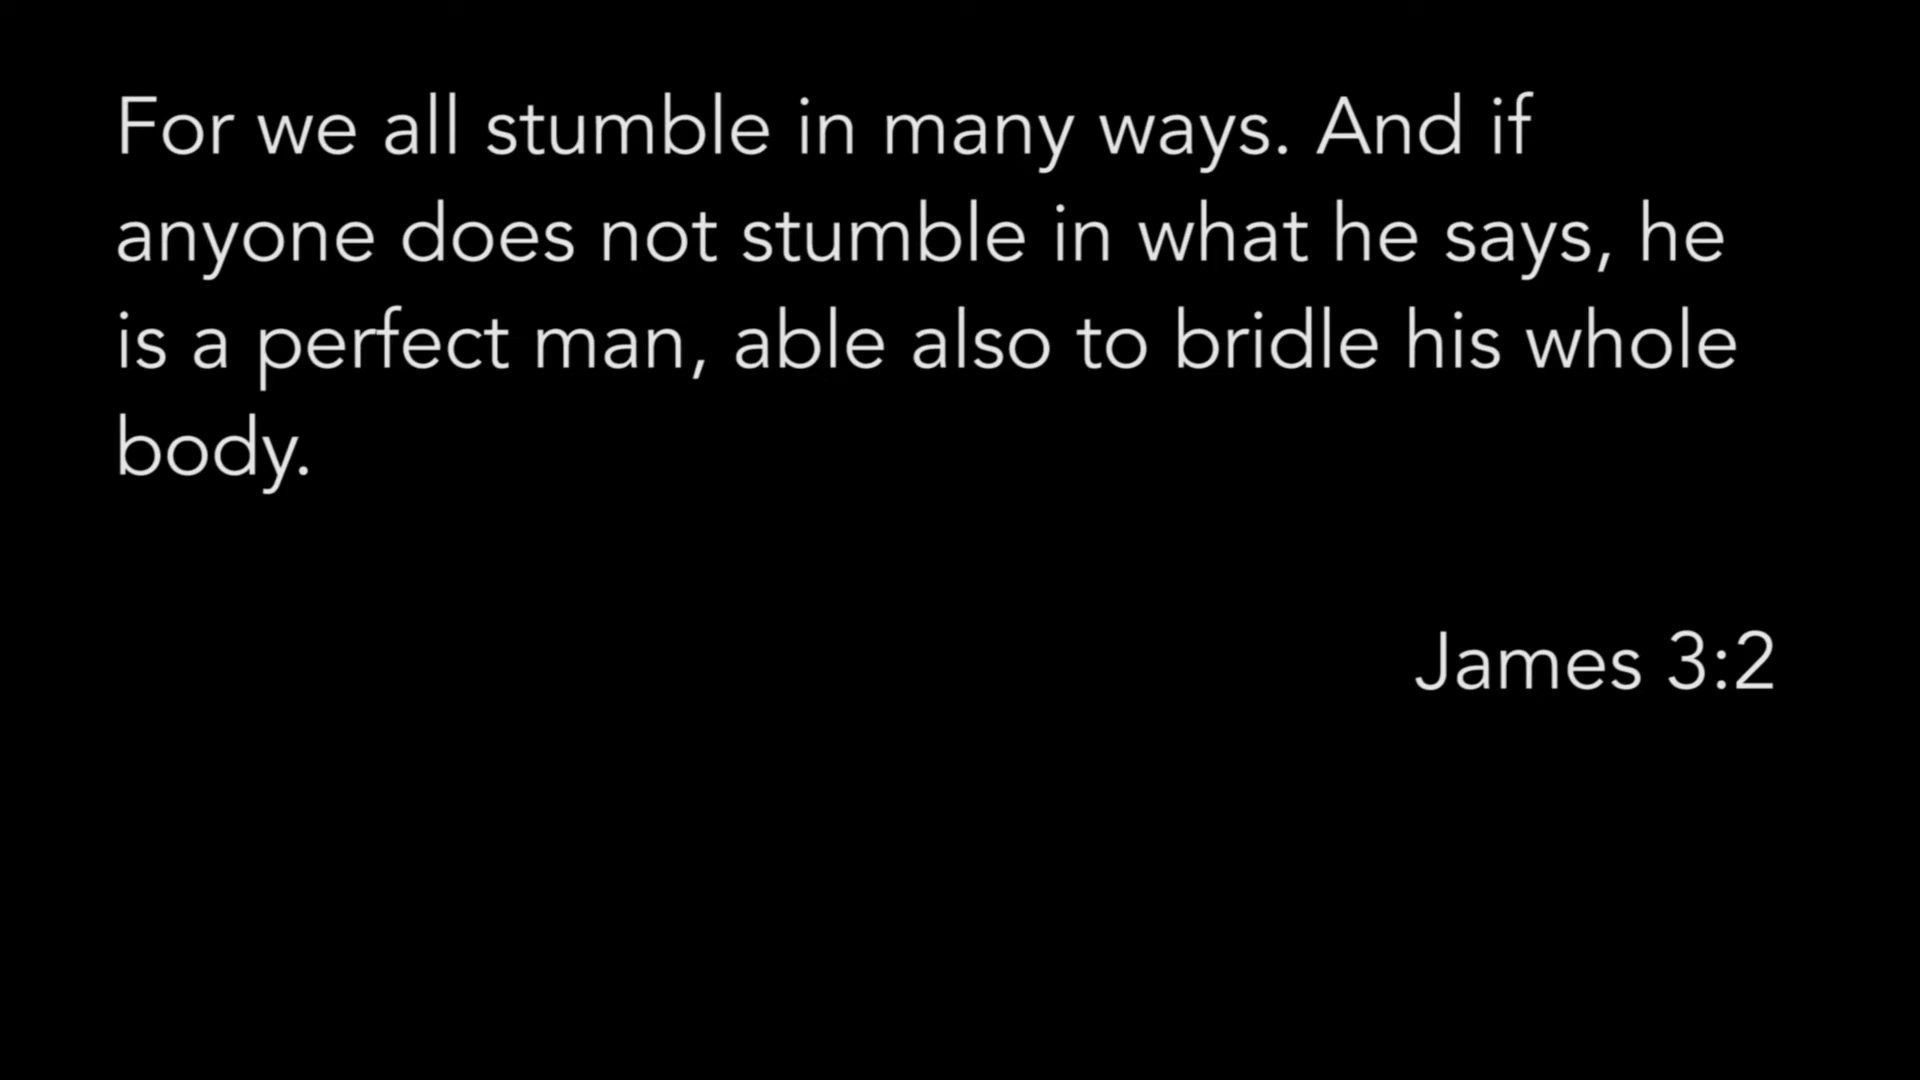 For we all stumble in many ways. And if
anyone does not stumble in what he says, he
is a perfect man, able also to bridle his whole
body.
James 3:2